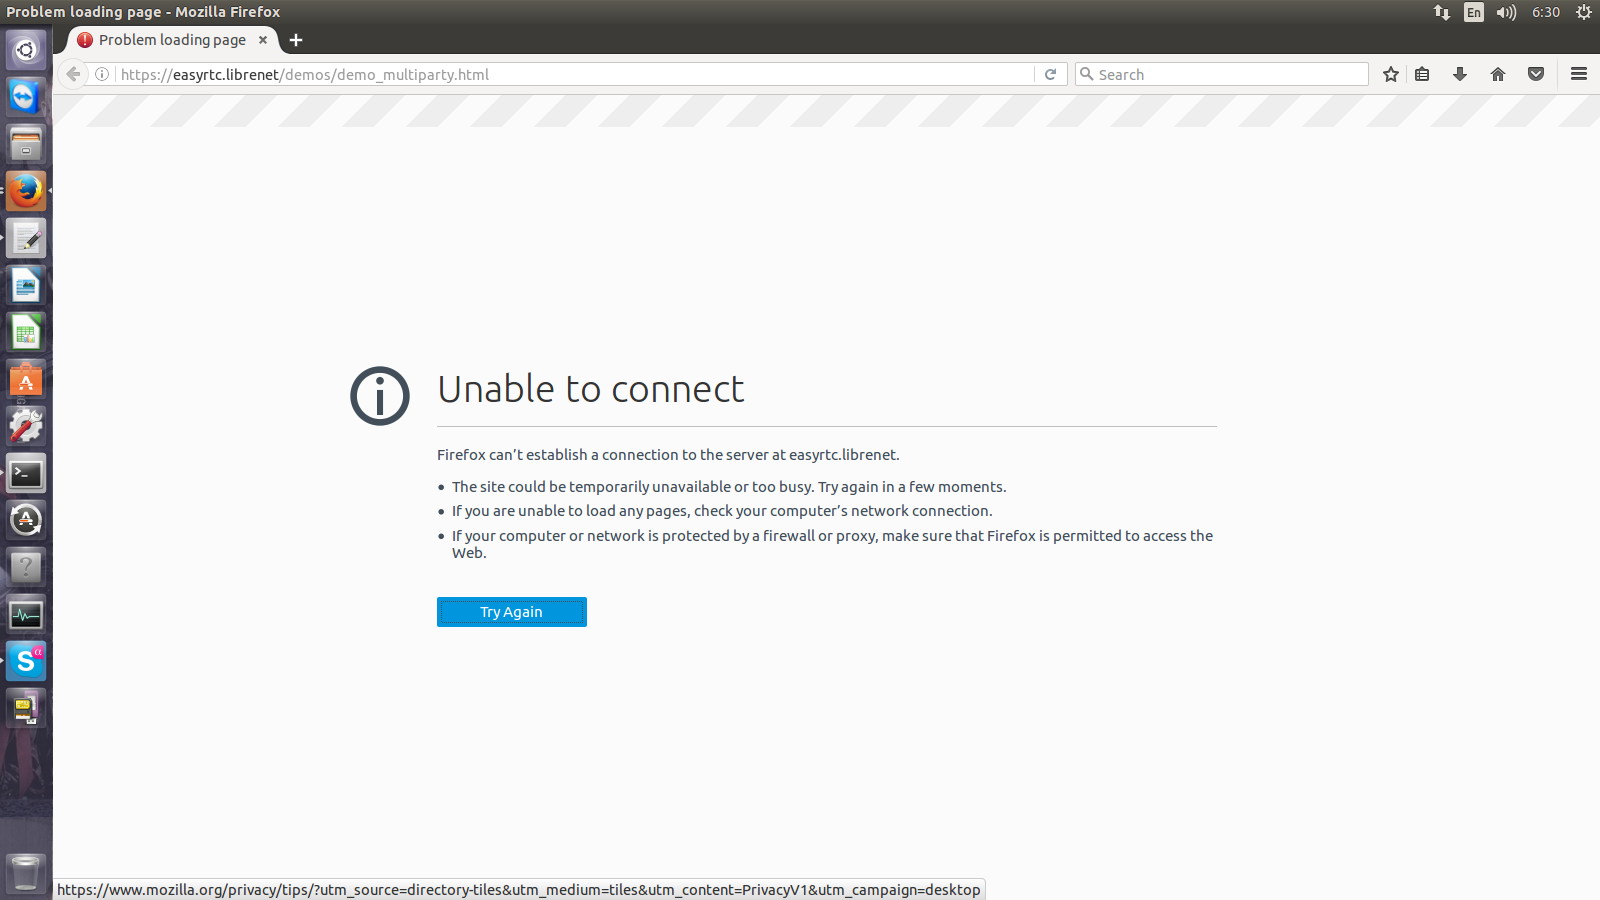 Problem loading page - Mozilla Firefox
En
6:30
Problem loading page
https://easyrtc.librenet/demos/demo_multiparty.html
Search
Unable to connect
Firefox can’t establish a connection to the server at easyrtc.librenet.
The site could be temporarily unavailable or too busy. Try again in a few moments.
If you are unable to load any pages, check your computer’s network connection.
If your computer or network is protected by a firewall or proxy, make sure that Firefox is permitted to access the
Web.
Try Again
https://www.mozilla.org/privacy/tips/?utm_source=directory-tiles&utm_medium=tiles&utm_content=PrivacyV1&utm_campaign=desktop